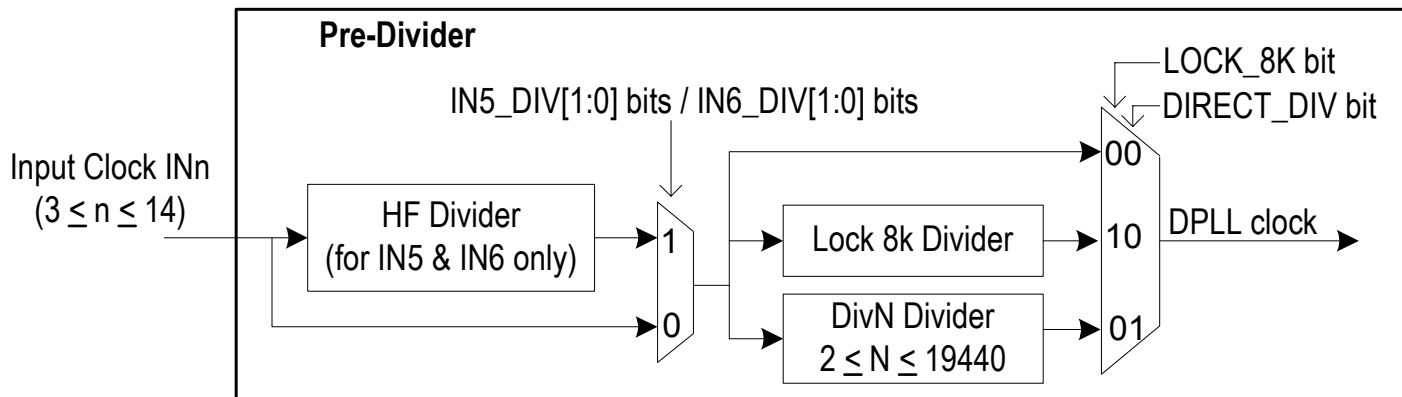 Pre-Divider
LOCK_8K bit
DIRECT_DIV bit
IN5_DIV[1:0] bits / IN6_DIV[1:0] bits
Input Clock INn
(3 ≤ n ≤ 14)
HF Divider
(for IN5 & IN6 only)
1
0
00
Lock 8k Divider
10
DPLL clock
DivN Divider
2 ≤ N ≤ 19440
01